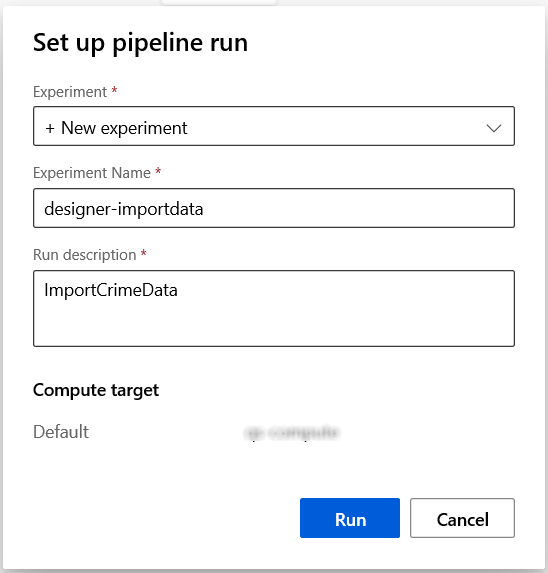 Set up pipeline run
Experiment *
+ New experiment
Experiment Name *
designer-importdata
Run description *
ImportCrimeData
Compute target
Default
Run
Cancel